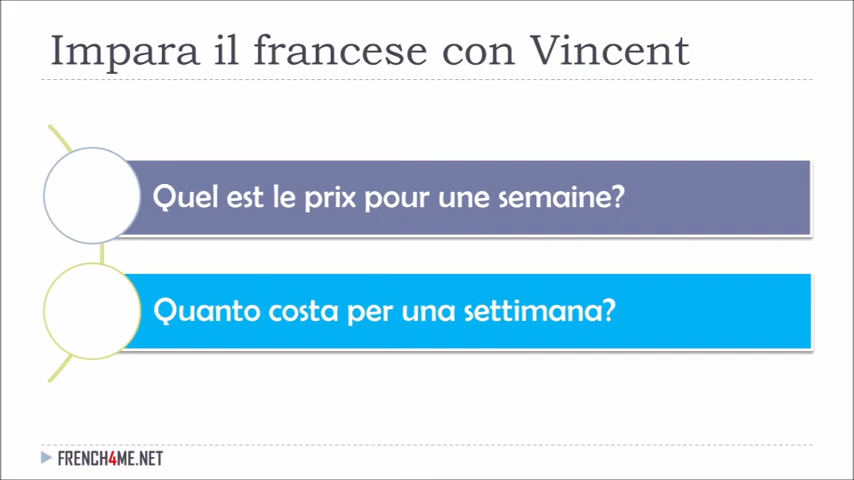 Impara il francese con Vincent
Quel est le prix pour une semaine?
Quanto costa per una settimana?
FRENCH4ME.NET